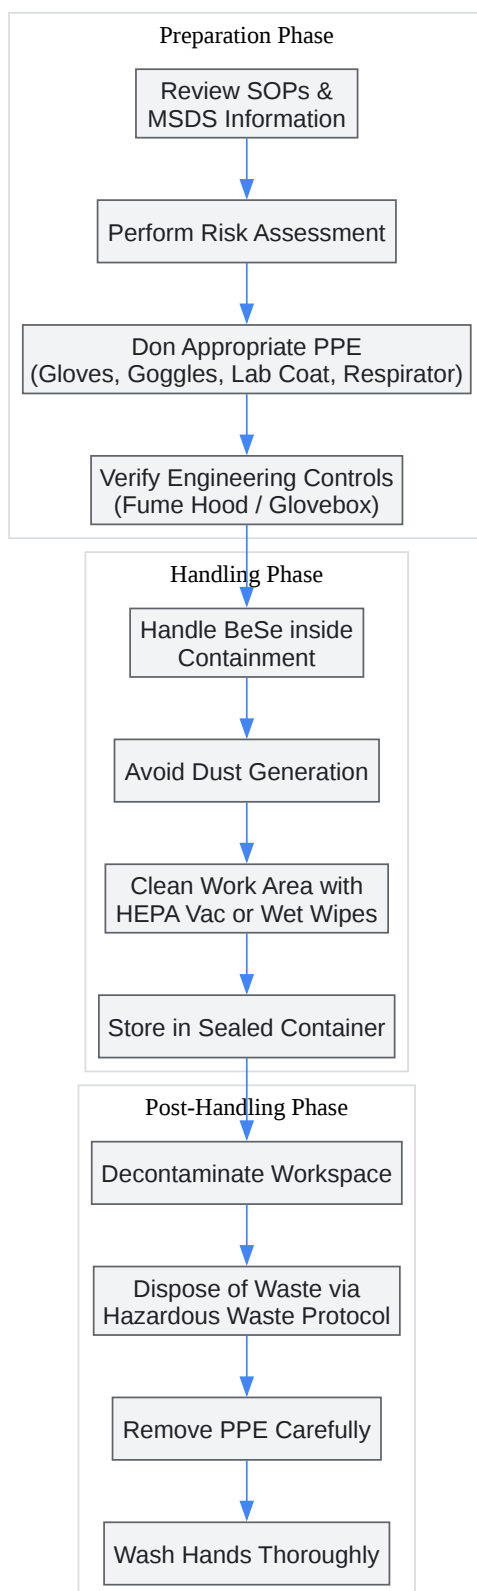 Preparation Phase
Review SOPs &
MSDS Information
Perform Risk Assessment
Don Appropriate PPE
(Gloves, Goggles, Lab Coat, Respirator)
Verify Engineering Controls
(Fume Hood / Glovebox)
Handling Phase
Handle BeSe inside
Containment
Avoid Dust Generation
Clean Work Area with
HEPA Vac or Wet Wipes
Store in Sealed Container
Post-Handling Phase
Decontaminate Workspace
Dispose of Waste via
Hazardous Waste Protocol
Remove PPE Carefully
Wash Hands Thoroughly